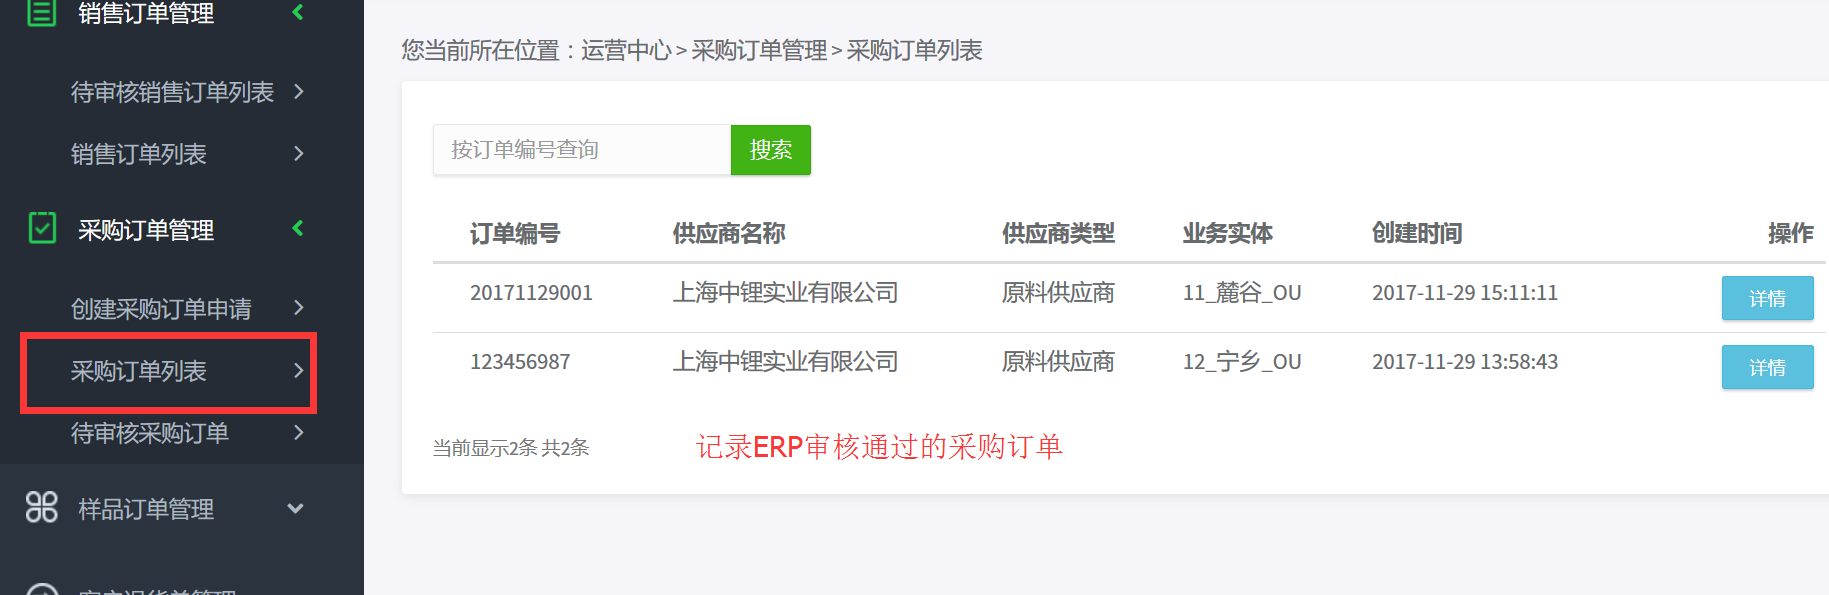 销售订单管理
待审核销售订单列表
销售订单列表
采购订单管理
创建采购订单申请
采购订单列表
待审核采购订单
样品订单管理
您当前所在位置：运营中心 > 采购订单管理 > 采购订单列表
按订单编号查询 搜索
订单编号 供应商名称 供应商类型 业务实体 创建时间 操作
20171129001 上海中锂实业有限公司 原料供应商 11_麓谷_OU 2017-11-29 15:11:11 详情
123456987 上海中锂实业有限公司 原料供应商 12_宁乡_OU 2017-11-29 13:58:43 详情
当前显示2条 共2条
记录ERP审核通过的采购订单